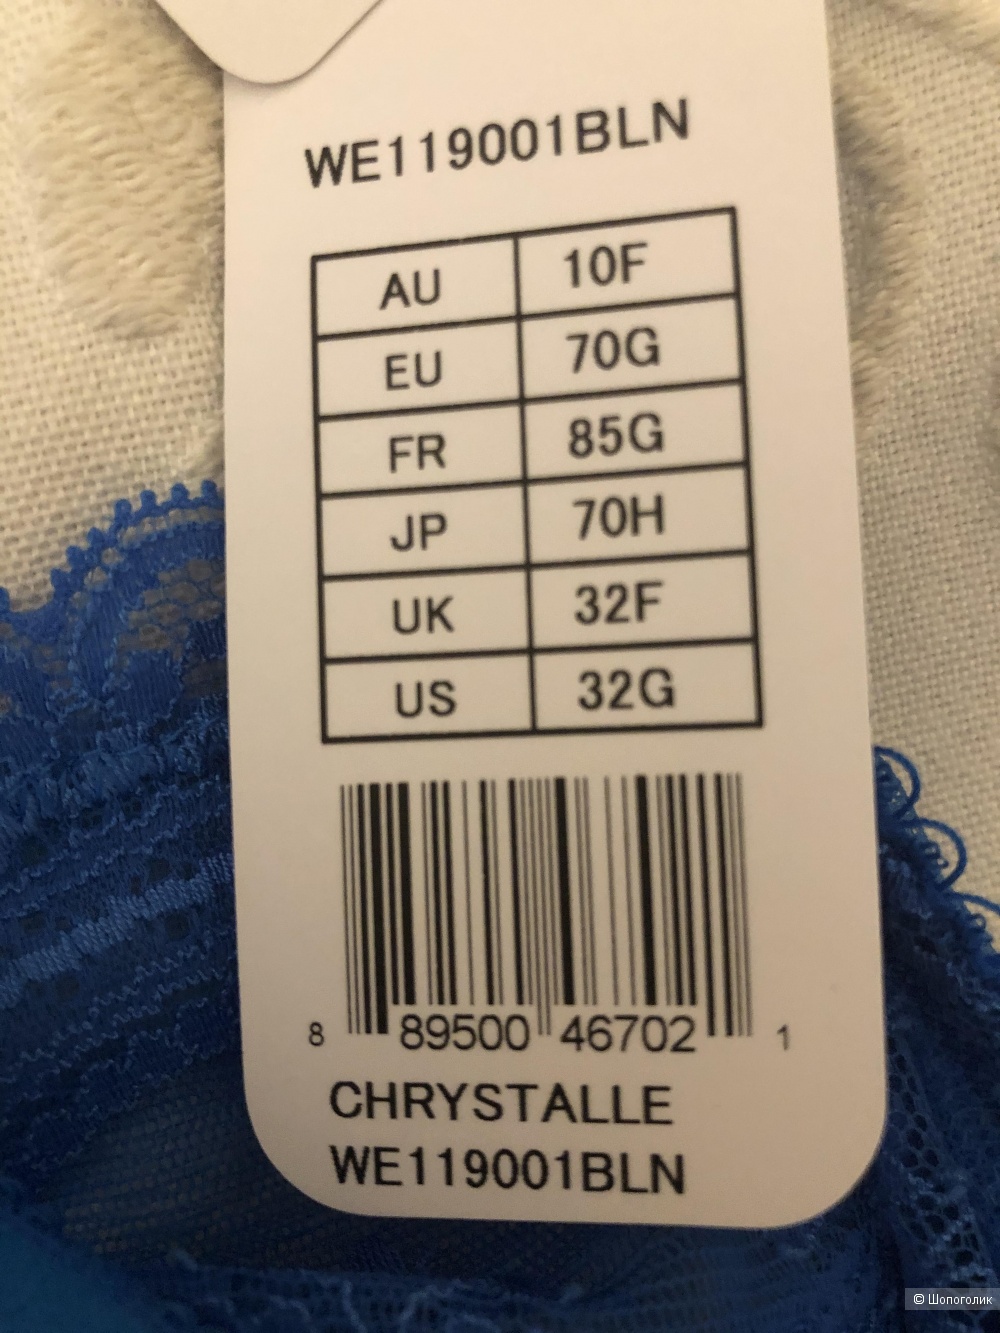 WE119001BLN
AU 10F
EU 70G
FR 85G
JP 70H
UK 32F
US 32G
8 89500 46702 1
CHRYSTALLE
WE119001BLN
© Шопоголик